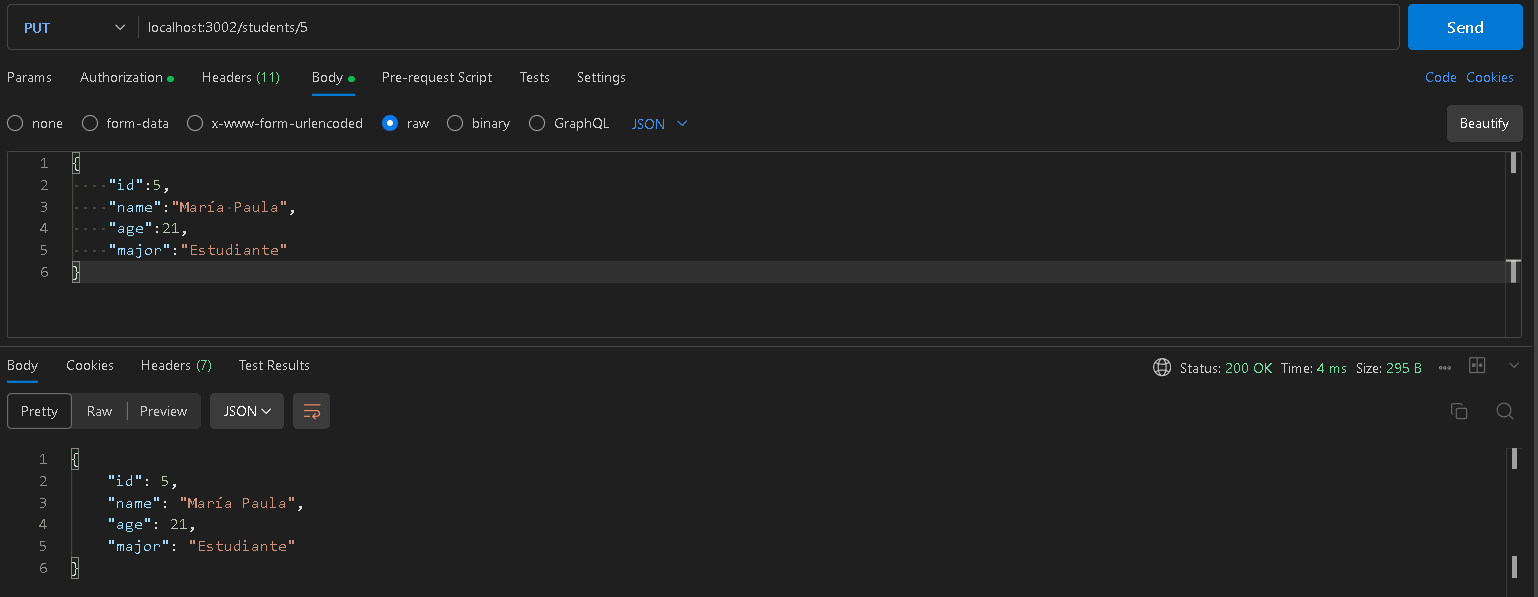 PUT localhost:3002/students/5 Send
Params Authorization Headers (11) Body Pre-request Script Tests Settings Code Cookies
none form-data x-www-form-urlencoded raw binary GraphQL JSON Beautify
1 {
2 "id":5,
3 "name":"María Paula",
4 "age":21,
5 "major":"Estudiante"
6 }
Body Cookies Headers (7) Test Results Status: 200 OK Time: 4 ms Size: 295 B
Pretty Raw Preview JSON
1 {
2 "id": 5,
3 "name": "María Paula",
4 "age": 21,
5 "major": "Estudiante"
6 }